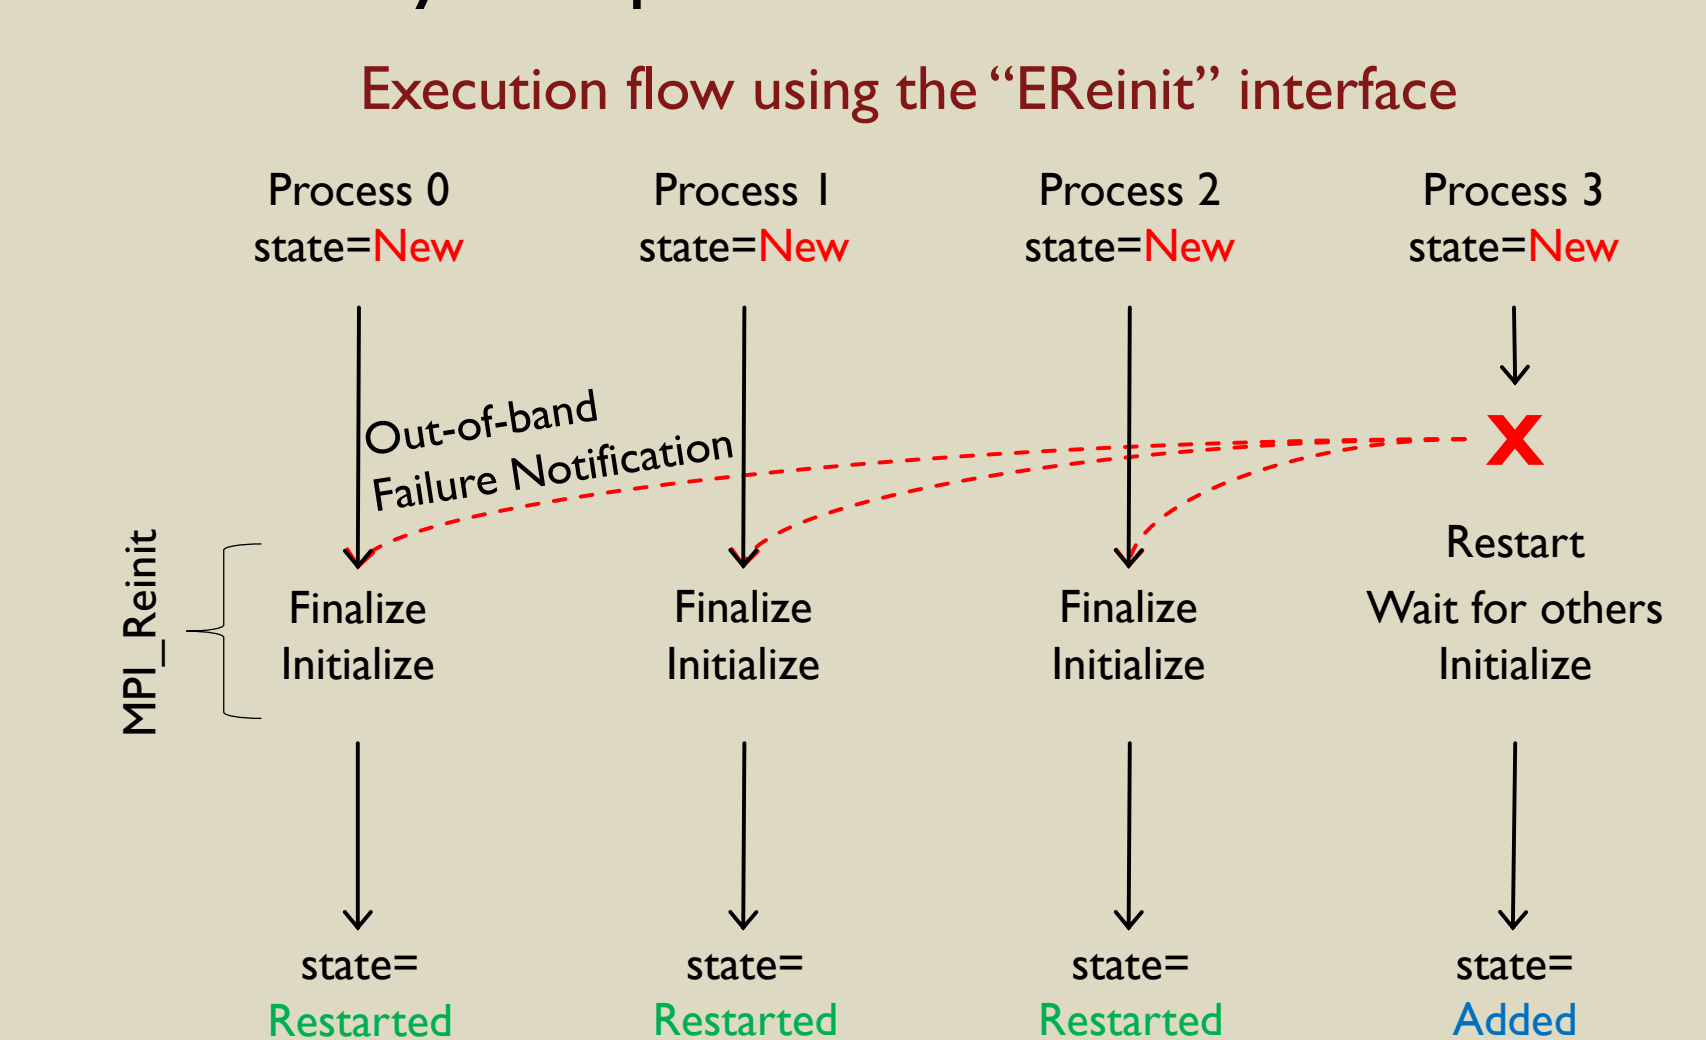 Execution flow using the “EReinit” interface
Process 0
state=New
Process 1
state=New
Process 2
state=New
Process 3
state=New
Out-of-band
Failure Notification
X
MPI_Reinit
Finalize
Initialize
Finalize
Initialize
Finalize
Initialize
Restart
Wait for others
Initialize
state=
Restarted
state=
Restarted
state=
Restarted
state=
Added